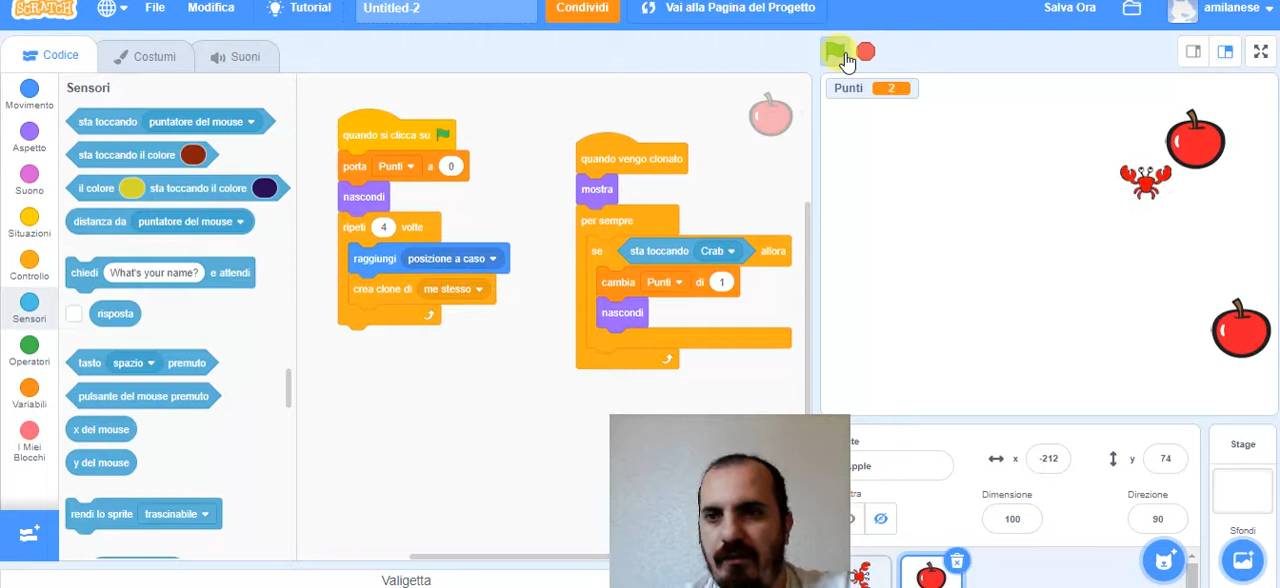 SCRATCH
File
Modifica
Tutorial
Untitled-2
Condividi
Vai alla Pagina del Progetto
Salva Ora
amilanese
Codice
Costumi
Suoni
Movimento
Aspetto
Suono
Situazioni
Controllo
Sensori
Operatori
Variabili
I Miei
Blocchi
Sensori
sta toccando puntatore del mouse
sta toccando il colore
il colore sta toccando il colore
distanza da puntatore del mouse
chiedi What's your name? e attendi
risposta
tasto spazio premuto
pulsante del mouse premuto
x del mouse
y del mouse
rendi lo sprite trascinabile
quando si clicca su
porta Punti a 0
nascondi
ripeti 4 volte
raggiungi posizione a caso
crea clone di me stesso
quando vengo clonato
mostra
per sempre
se sta toccando Crab allora
cambia Punti di 1
nascondi
Valigetta
Punti 2
x -212
y 74
Dimensione
100
Direzione
90
Stage
Sfondi